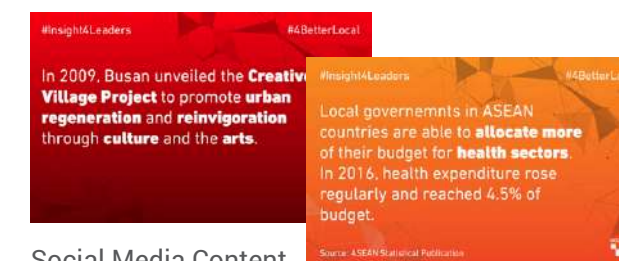 #Insight4Leaders
#4BetterLocal
In 2009, Busan unveiled the Creative
Village Project to promote urban
regeneration and reinvigoration
through culture and the arts.
#Insight4Leaders
#4BetterLo
Local governemnts in ASEAN
countries are able to allocate more
of their budget for health sectors.
In 2016, health expenditure rose
regularly and reached 4.5% of
budget.
Source: ASEAN Statistical Publication
Social Media Content